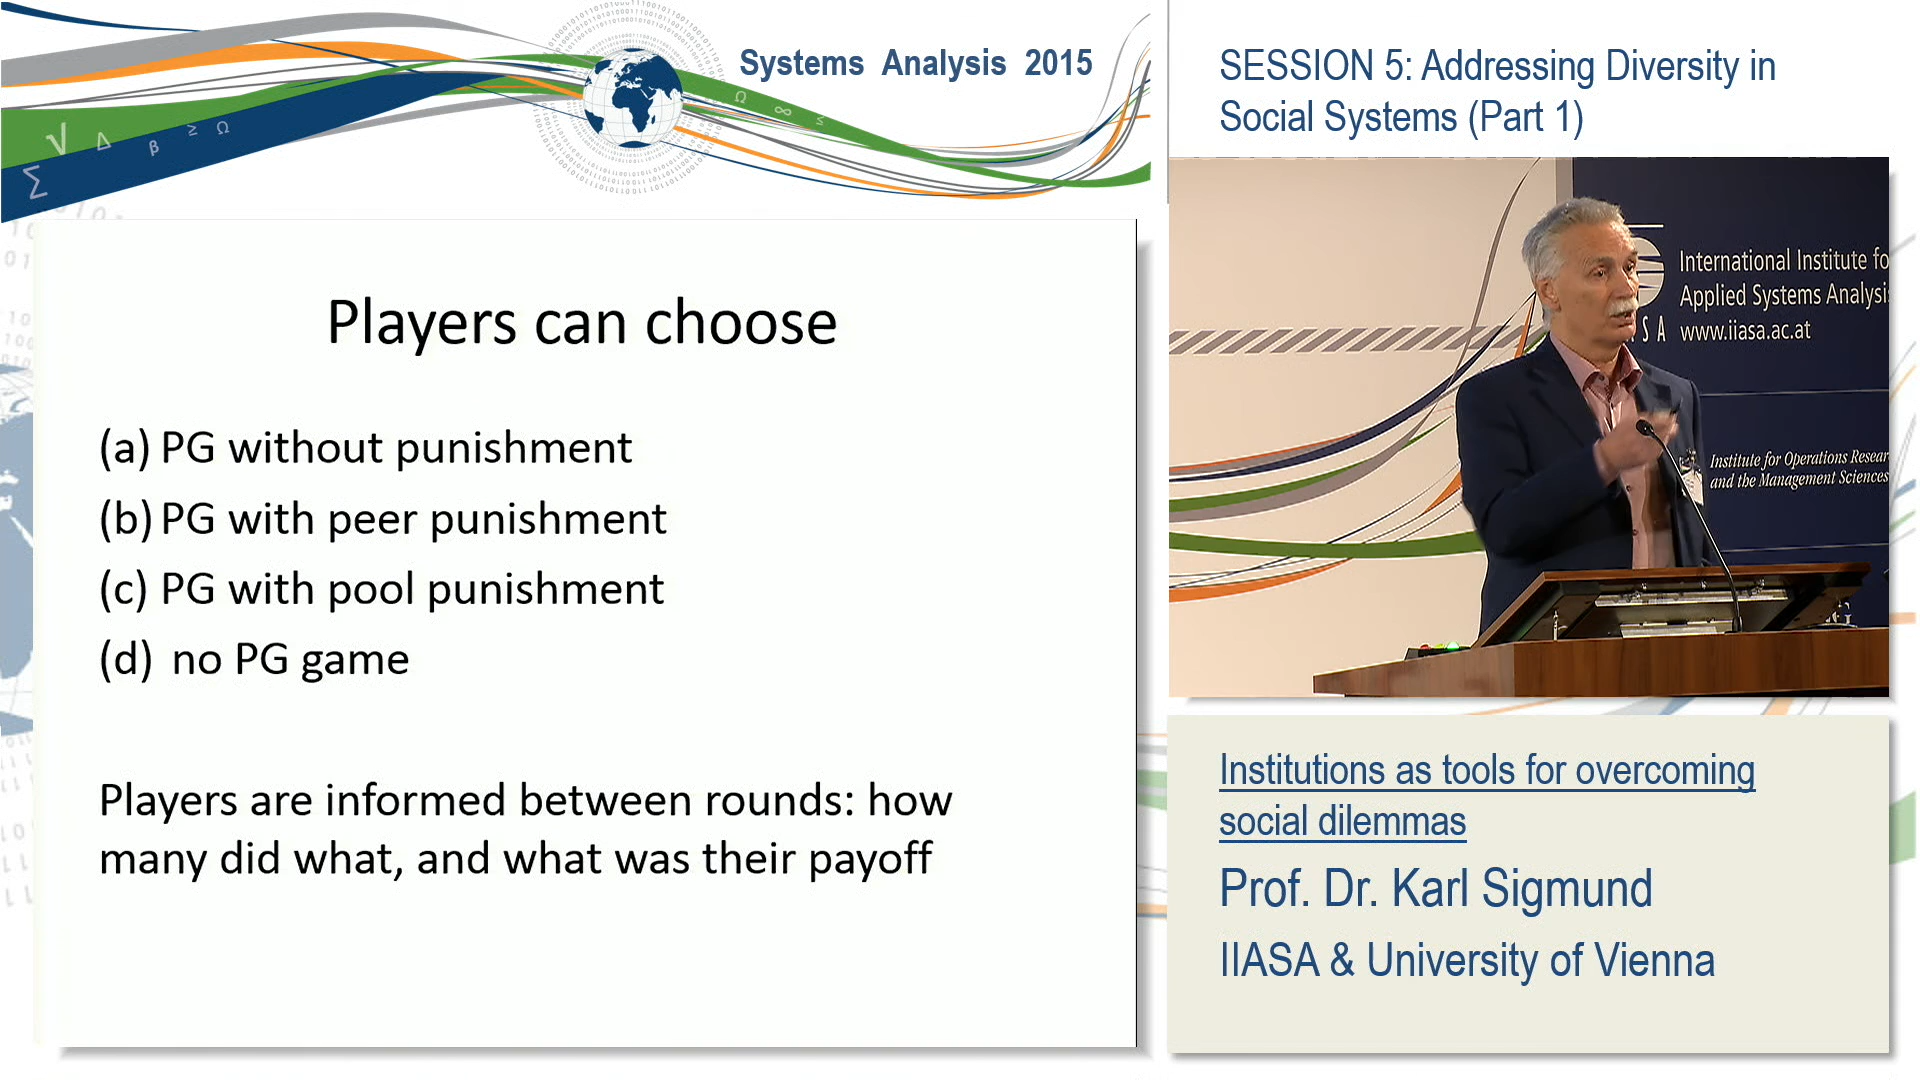 Systems Analysis 2015
Players can choose
(a) PG without punishment
(b) PG with peer punishment
(c) PG with pool punishment
(d) no PG game
Players are informed between rounds: how
many did what, and what was their payoff
SESSION 5: Addressing Diversity in
Social Systems (Part 1)
International Institute fo
Applied Systems Analysi
S A www.iiasa.ac.at
Institute for Operations Resear
and the Management Sciences
Institutions as tools for overcoming
social dilemmas
Prof. Dr. Karl Sigmund
IIASA & University of Vienna